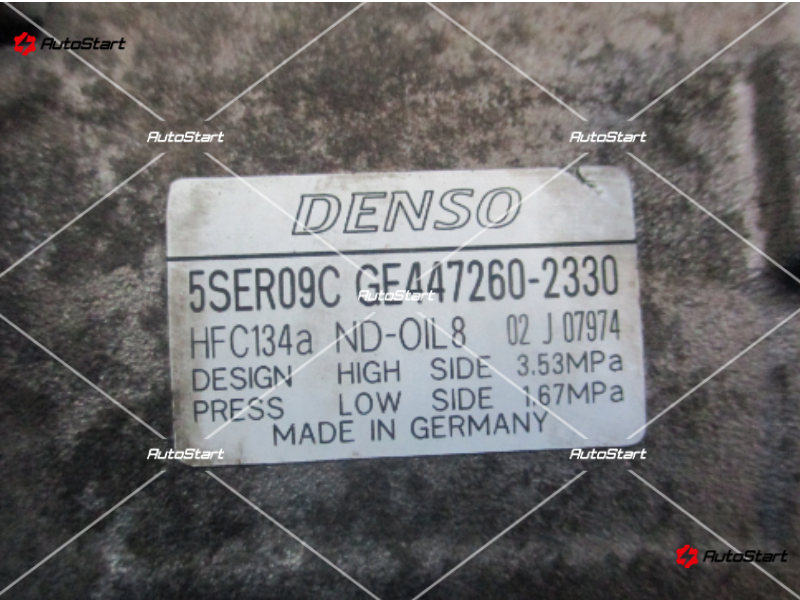 AutoStart
AutoStart AutoStart
DENSO
5SER09C GE447260-2330
AutoStart
HFC134a ND-OIL8 02 J 07974
DESIGN HIGH SIDE 3.53MPa
PRESS LOW SIDE 1.67MPa
MADE IN GERMANY
AutoStart AutoStart
AutoStart